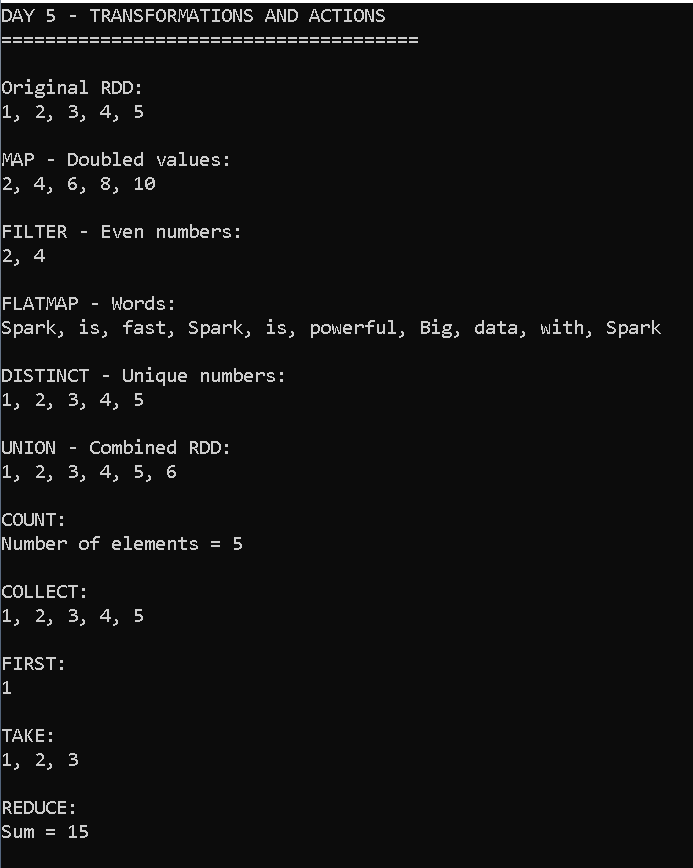 DAY 5 - TRANSFORMATIONS AND ACTIONS
======================================
Original RDD:
1, 2, 3, 4, 5
MAP - Doubled values:
2, 4, 6, 8, 10
FILTER - Even numbers:
2, 4
FLATMAP - Words:
Spark, is, fast, Spark, is, powerful, Big, data, with, Spark
DISTINCT - Unique numbers:
1, 2, 3, 4, 5
UNION - Combined RDD:
1, 2, 3, 4, 5, 6
COUNT:
Number of elements = 5
COLLECT:
1, 2, 3, 4, 5
FIRST:
1
TAKE:
1, 2, 3
REDUCE:
Sum = 15